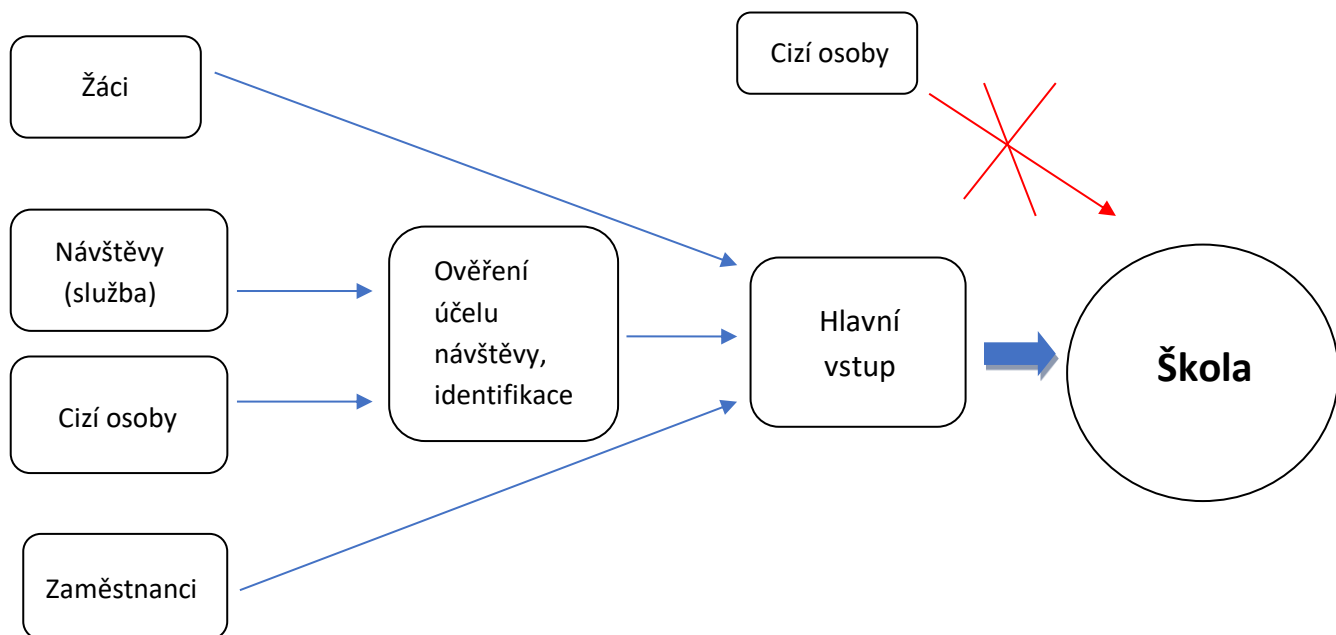 Žáci
Cizí osoby
Návštěvy
(služba)
Cizí osoby
Zaměstnanci
Ověření
účelu
návštěvy,
identifikace
Hlavní
vstup
Škola